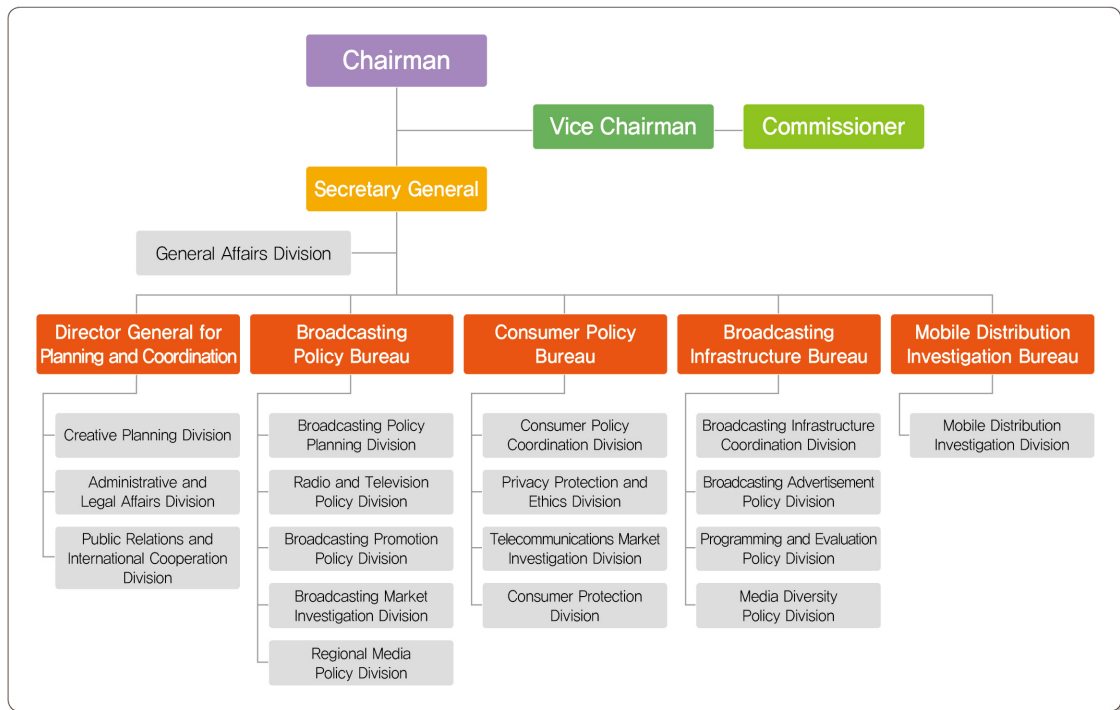 Chairman
Vice Chairman
Commissioner
Secretary General
General Affairs Division
Director General for
Planning and Coordination
Creative Planning Division
Administrative and
Legal Affairs Division
Public Relations and
International Cooperation
Division
Broadcasting
Policy Bureau
Broadcasting Policy
Planning Division
Radio and Television
Policy Division
Broadcasting Promotion
Policy Division
Broadcasting Market
Investigation Division
Regional Media
Policy Division
Consumer Policy
Bureau
Consumer Policy
Coordination Division
Privacy Protection and
Ethics Division
Telecommunications Market
Investigation Division
Consumer Protection
Division
Broadcasting
Infrastructure Bureau
Broadcasting Infrastructure
Coordination Division
Broadcasting Advertisement
Policy Division
Programming and Evaluation
Policy Division
Media Diversity
Policy Division
Mobile Distribution
Investigation Bureau
Mobile Distribution
Investigation Division